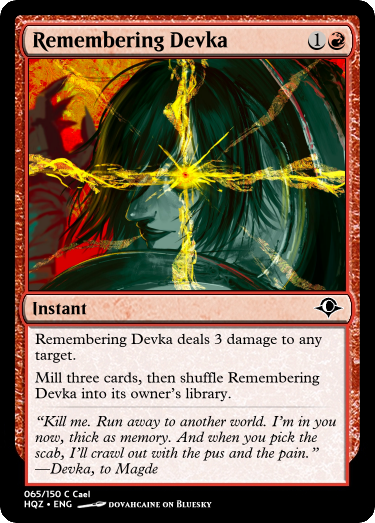 Remembering Devka 1
Instant
Remembering Devka deals 3 damage to any
target.
Mill three cards, then shuffle Remembering
Devka into its owner's library.
“Kill me. Run away to another world. I'm in you
now, thick as memory. And when you pick the
scab, I'll crawl out with the pus and the pain.”
—Devka, to Magde
065/150 C Cael
HQZ • ENG DOVAHCAINE ON BLUESKY